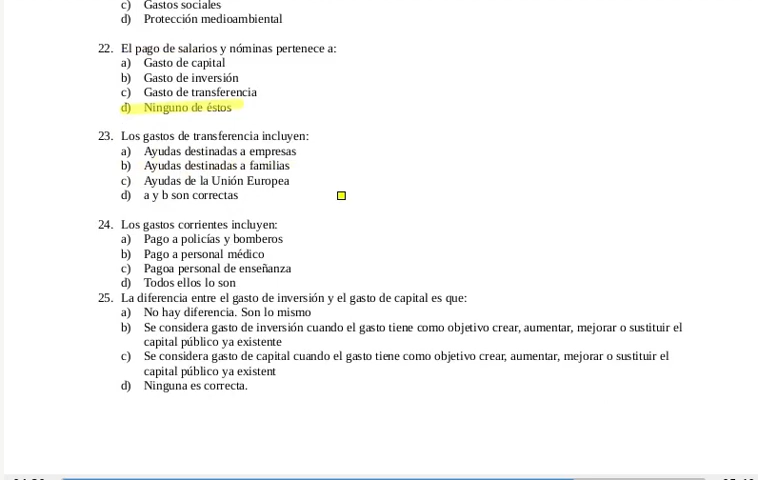 c) Gastos sociales
d) Protección medioambiental
22. El pago de salarios y nóminas pertenece a:
a) Gasto de capital
b) Gasto de inversión
c) Gasto de transferencia
d) Ninguno de éstos
23. Los gastos de transferencia incluyen:
a) Ayudas destinadas a empresas
b) Ayudas destinadas a familias
c) Ayudas de la Unión Europea
d) a y b son correctas
24. Los gastos corrientes incluyen:
a) Pago a policías y bomberos
b) Pago a personal médico
c) Pagoa personal de enseñanza
d) Todos ellos lo son
25. La diferencia entre el gasto de inversión y el gasto de capital es que:
a) No hay diferencia. Son lo mismo
b) Se considera gasto de inversión cuando el gasto tiene como objetivo crear, aumentar, mejorar o sustituir el
capital público ya existente
c) Se considera gasto de capital cuando el gasto tiene como objetivo crear, aumentar, mejorar o sustituir el
capital público ya existent
d) Ninguna es correcta.